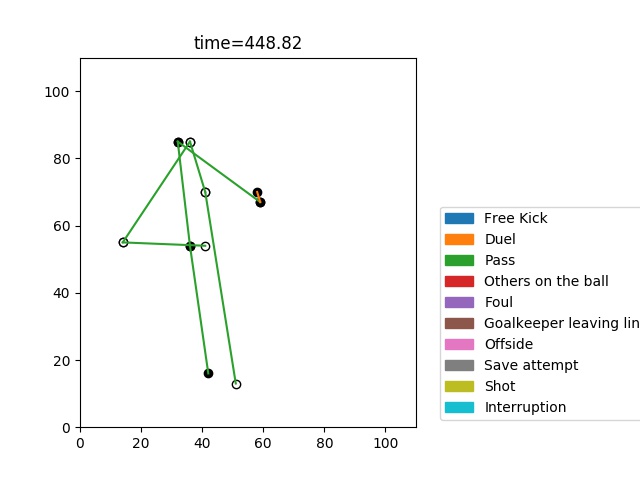 time=448.82
100
80
60
40
20
0
0 20 40 60 80 100
Free Kick
Duel
Pass
Others on the ball
Foul
Goalkeeper leaving lin
Offside
Save attempt
Shot
Interruption